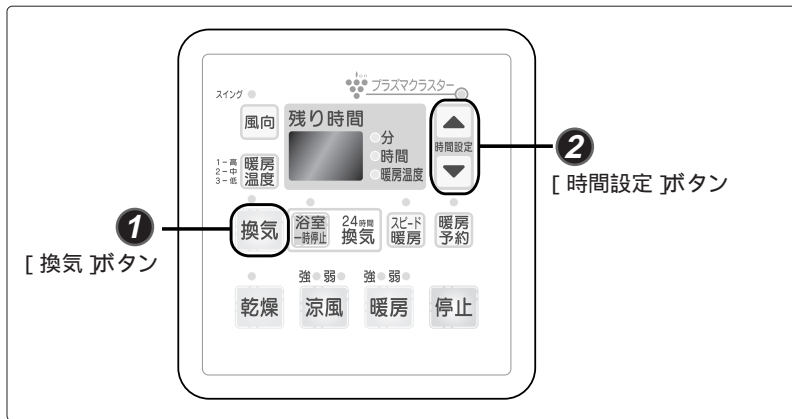 ion
プラズマクラスター
スイング
風向
残り時間
分
時間
暖房温度
時間設定
1-高
2-中
3-低
暖房
温度
換気
浴室
一時停止
24時間
換気
スピード
暖房
暖房
予約
強 弱
強 弱
乾燥
涼風
暖房
停止
1
[ 換気 ]ボタン
2
[ 時間設定 ]ボタン